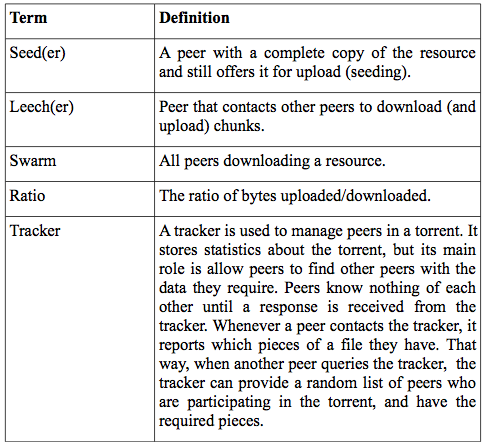 Term Definition
Seed(er) A peer with a complete copy of the resource
and still offers it for upload (seeding).
Leech(er) Peer that contacts other peers to download (and
upload) chunks.
Swarm All peers downloading a resource.
Ratio The ratio of bytes uploaded/downloaded.
Tracker A tracker is used to manage peers in a torrent. It
stores statistics about the torrent, but its main
role is allow peers to find other peers with the
data they require. Peers know nothing of each
other until a response is received from the
tracker. Whenever a peer contacts the tracker, it
reports which pieces of a file they have. That
way, when another peer queries the tracker, the
tracker can provide a random list of peers who
are participating in the torrent, and have the
required pieces.